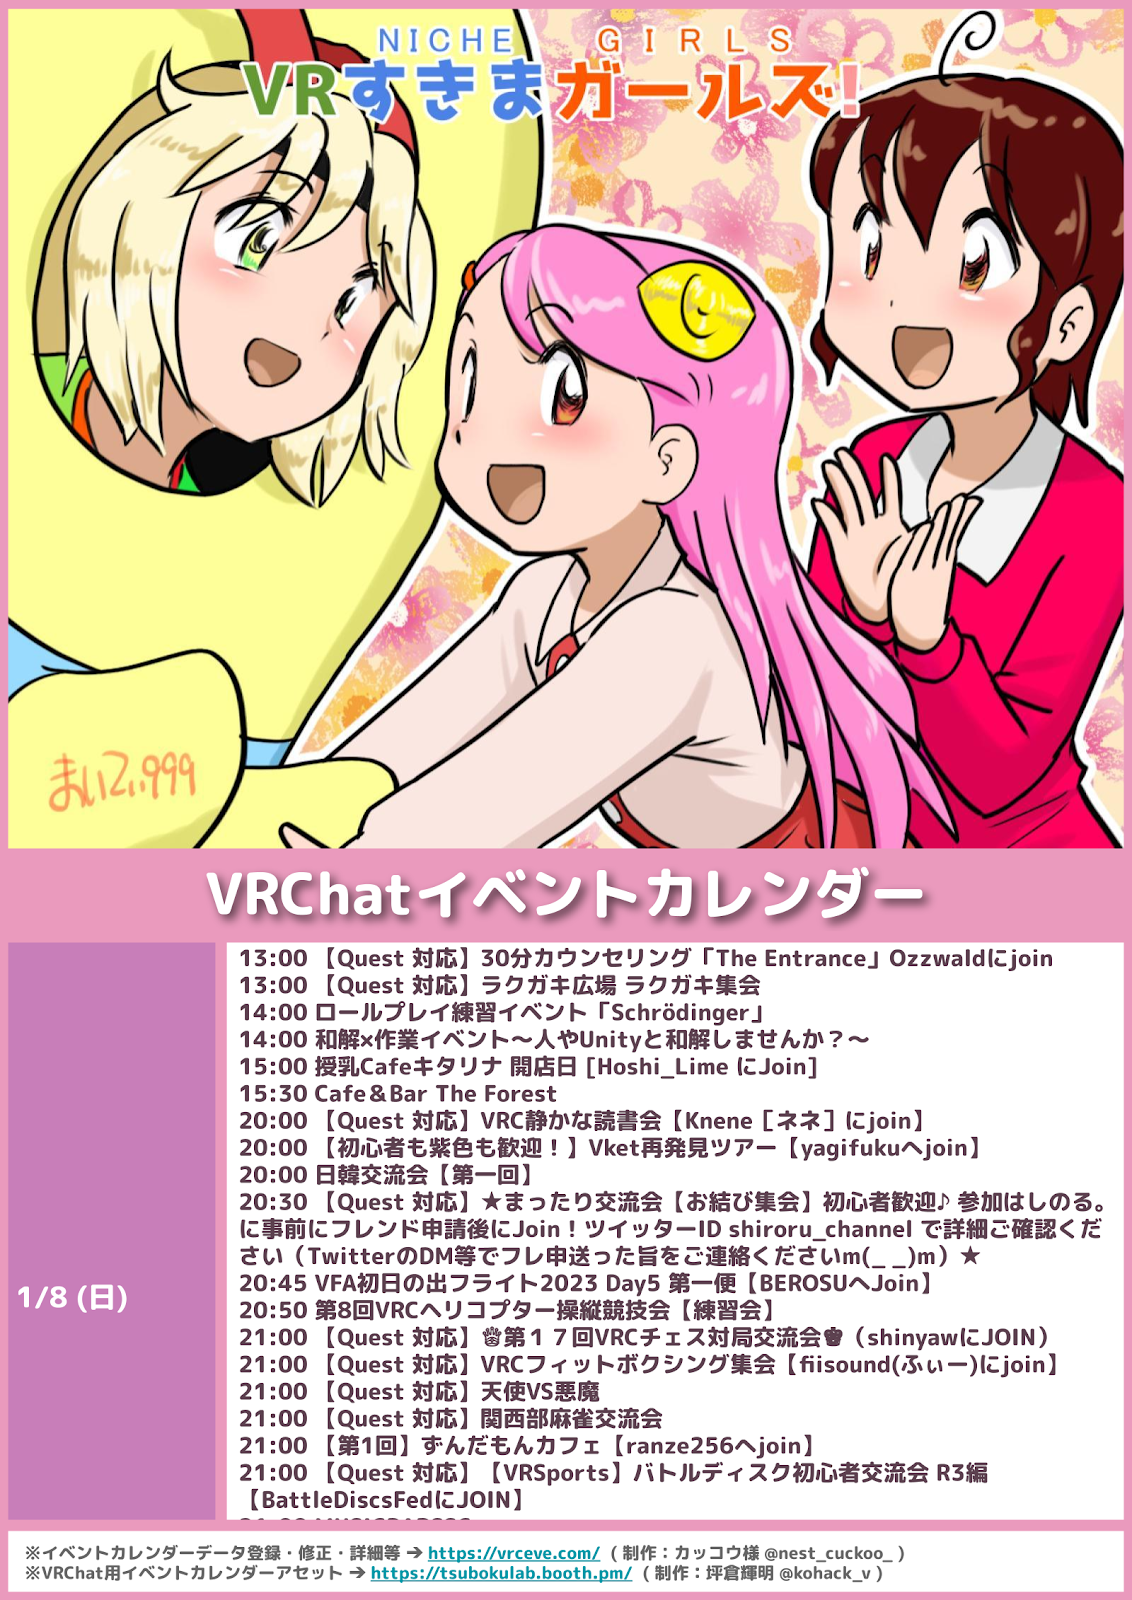 NICHE GIRLS
VRすきまガールズ!
まいてぃ999
VRChatイベントカレンダー
1/8 (日)
13:00 【Quest 対応】30分カウンセリング「The Entrance」Ozzwaldにjoin
13:00 【Quest 対応】ラクガキ広場 ラクガキ集会
14:00 ロールプレイ練習イベント「Schrödinger」
14:00 和解×作業イベント～人やUnityと和解しませんか？～
15:00 授乳Cafeキタリナ 開店日 [Hoshi_Lime にJoin]
15:30 Cafe＆Bar The Forest
20:00 【Quest 対応】VRC静かな読書会【Knene［ネネ］にjoin】
20:00 【初心者も紫色も歓迎！】Vket再発見ツアー【yagifukuへjoin】
20:00 日韓交流会【第一回】
20:30 【Quest 対応】★まったり交流会【お結び集会】初心者歓迎♪ 参加はしのる。
に事前にフレンド申請後にJoin！ツイッターID shiroru_channel で詳細ご確認くだ
さい（TwitterのDM等でフレ申送った旨をご連絡くださいm(_ _)m）★
20:45 VFA初日の出フライト2023 Day5 第一便【BEROSUへJoin】
20:50 第8回VRCヘリコプター操縦競技会【練習会】
21:00 【Quest 対応】♕第１７回VRCチェス対局交流会♚（shinyawにJOIN）
21:00 【Quest 対応】VRCフィットボクシング集会【fiisound(ふぃー)にjoin】
21:00 【Quest 対応】天使VS悪魔
21:00 【Quest 対応】関西部麻雀交流会
21:00 【第1回】ずんだもんカフェ【ranze256へjoin】
21:00 【Quest 対応】【VRSports】バトルディスク初心者交流会 R3編
【BattleDiscsFedにJOIN】
※イベントカレンダーデータ登録・修正・詳細等 ➔ https://vrceve.com/ （制作：カッコウ様 @nest_cuckoo_ ）
※VRChat用イベントカレンダーアセット ➔ https://tsubokulab.booth.pm/ （制作：坪倉輝明 @kohack_v ）